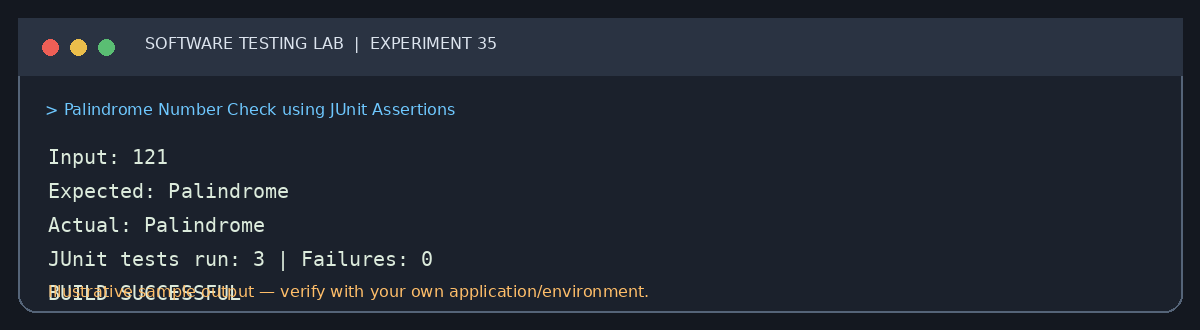 SOFTWARE TESTING LAB | EXPERIMENT 35
> Palindrome Number Check using JUnit Assertions
Input: 121
Expected: Palindrome
Actual: Palindrome
JUnit tests run: 3 | Failures: 0
BUILD SUCCESSFUL
Illustrative sample output — verify with your own application/environment.